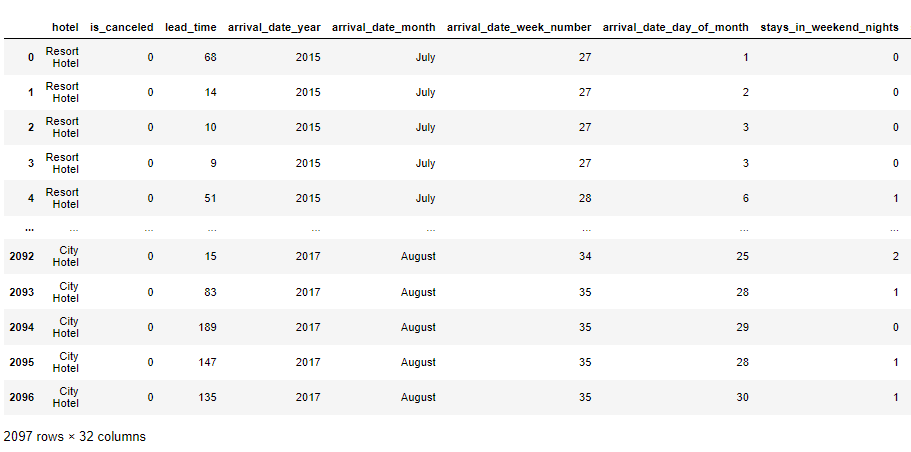 hotel is_canceled lead_time arrival_date_year arrival_date_month arrival_date_week_number arrival_date_day_of_month stays_in_weekend_nights
0 Resort Hotel 0 68 2015 July 27 1 0
1 Resort Hotel 0 14 2015 July 27 2 0
2 Resort Hotel 0 10 2015 July 27 3 0
3 Resort Hotel 0 9 2015 July 27 3 0
4 Resort Hotel 0 51 2015 July 28 6 1
... ... ... ... ... ... ... ... ...
2092 City Hotel 0 15 2017 August 34 25 2
2093 City Hotel 0 83 2017 August 35 28 1
2094 City Hotel 0 189 2017 August 35 29 0
2095 City Hotel 0 147 2017 August 35 28 1
2096 City Hotel 0 135 2017 August 35 30 1
2097 rows × 32 columns